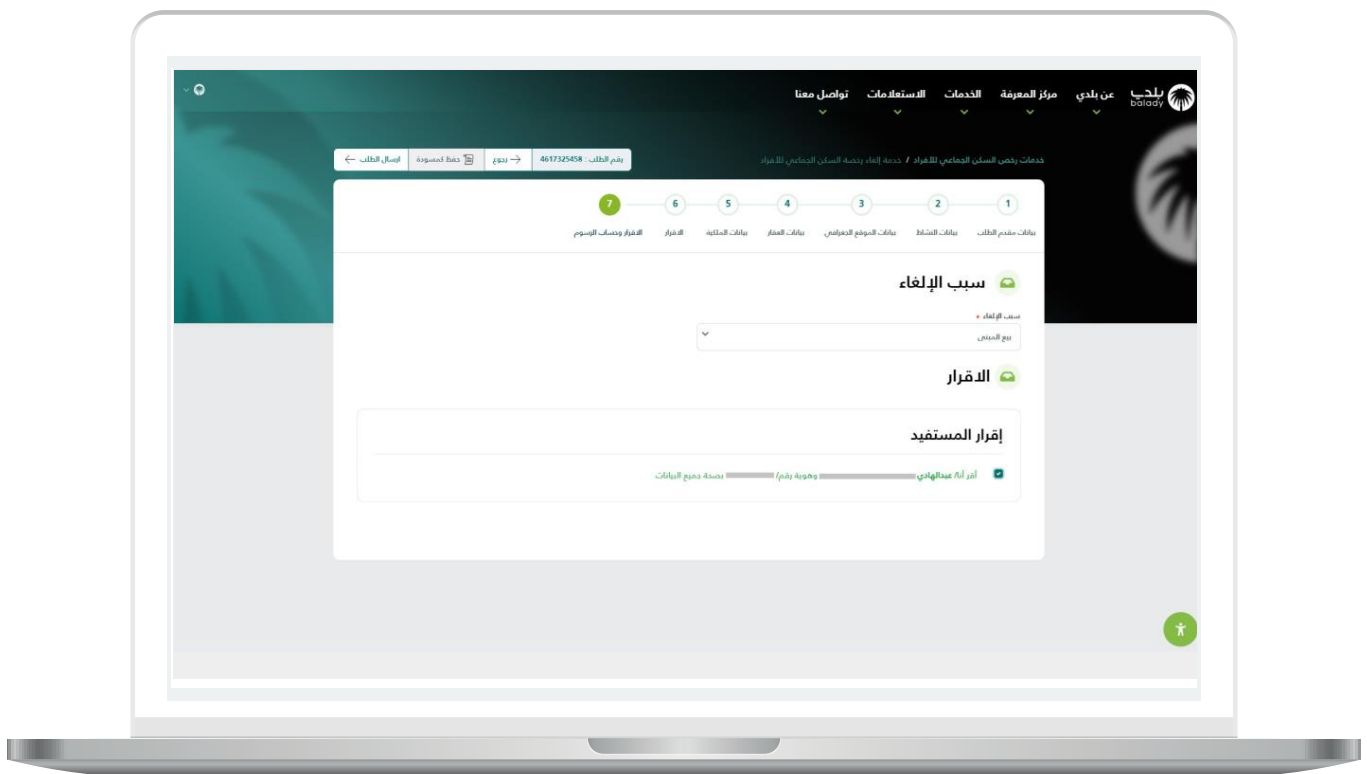 بلدي
balady
عن بلدي مركز المعرفة الخدمات الاستعلامات تواصل معنا
خدمات رخص السكن الجماعي للأفراد / خدمة إلغاء رخصة السكن الجماعي للأفراد
رقم الطلب : 4617325458 رجوع حفظ كمسودة ارسال الطلب
1 2 3 4 5 6 7
بيانات مقدم الطلب بيانات النشاط بيانات الموقع الجغرافي بيانات العقار بيانات الملكية الاقرار الاقرار وحساب الرسوم
سبب الإلغاء
سبب الإلغاء
بيع المبنى
الاقرار
إقرار المستفيد
أقر أنا/ عبدالهادي وهوية رقم/ بصحة جميع البيانات